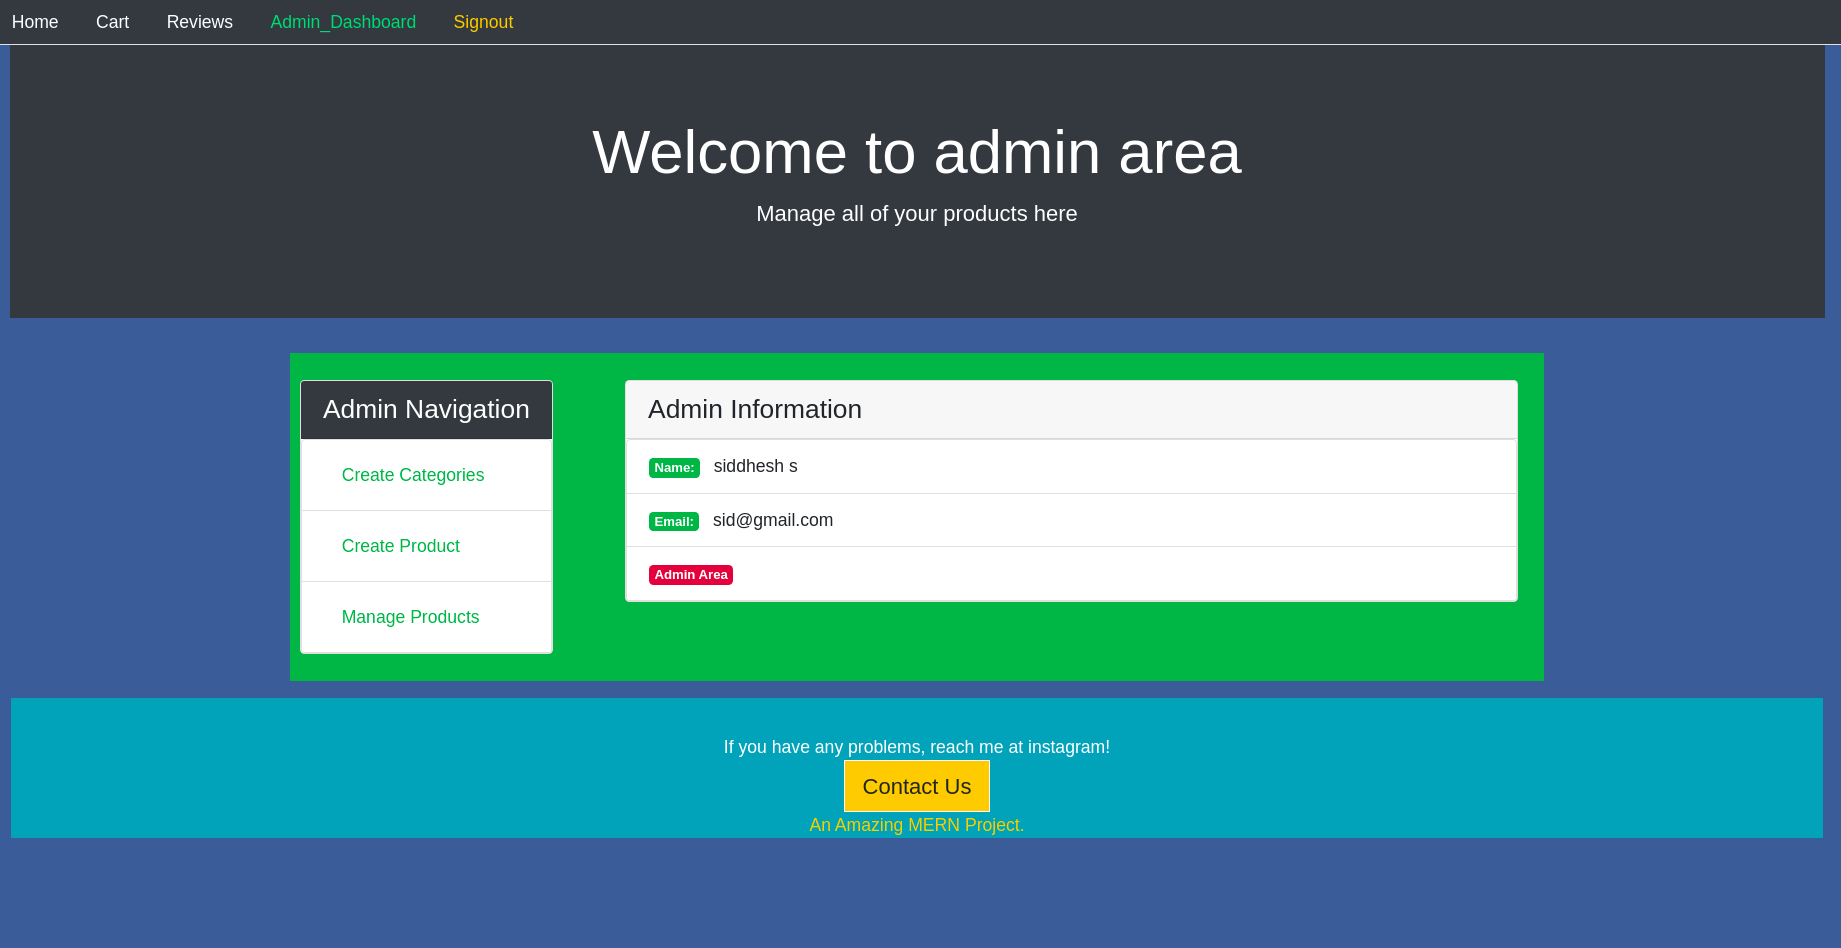 Home Cart Reviews Admin_Dashboard Signout
Welcome to admin area
Manage all of your products here
Admin Navigation
Create Categories
Create Product
Manage Products
Admin Information
Name: siddhesh s
Email: sid@gmail.com
Admin Area
If you have any problems, reach me at instagram!
Contact Us
An Amazing MERN Project.